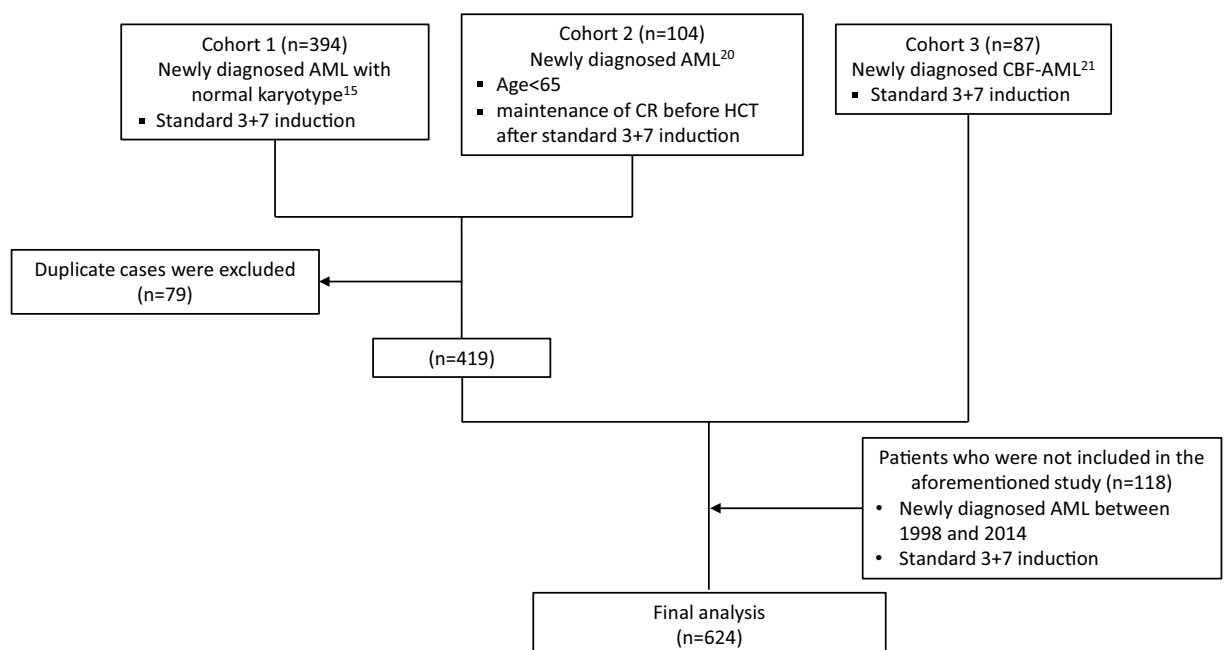 Cohort 1 (n=394)
Newly diagnosed AML with
normal karyotype15
▪ Standard 3+7 induction
Cohort 2 (n=104)
Newly diagnosed AML20
▪ Age<65
▪ maintenance of CR before HCT
after standard 3+7 induction
Cohort 3 (n=87)
Newly diagnosed CBF-AML21
▪ Standard 3+7 induction
Duplicate cases were excluded
(n=79)
(n=419)
Patients who were not included in the
aforementioned study (n=118)
• Newly diagnosed AML between
1998 and 2014
• Standard 3+7 induction
Final analysis
(n=624)